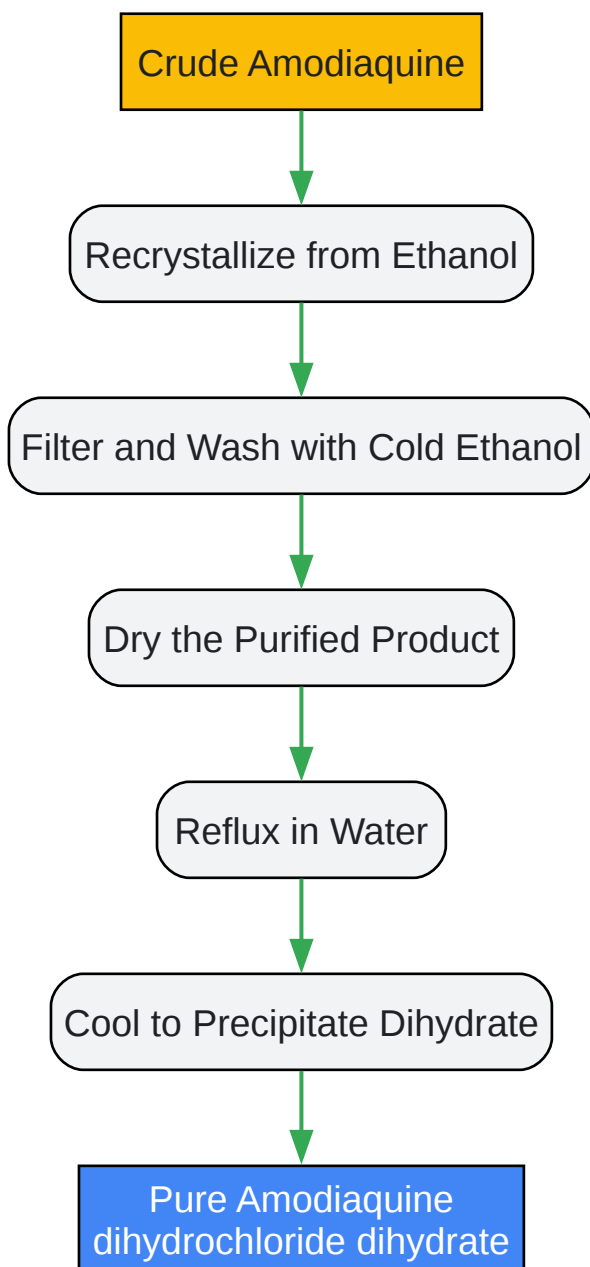 Crude Amodiaquine
Recrystallize from Ethanol
Filter and Wash with Cold Ethanol
Dry the Purified Product
Reflux in Water
Cool to Precipitate Dihydrate
Pure Amodiaquine
dihydrochloride dihydrate